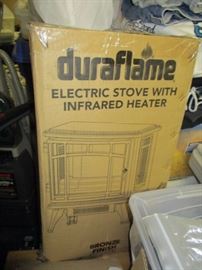 duraflame
ELECTRIC STOVE WITH
INFRARED HEATER
BRONZE
FINISH